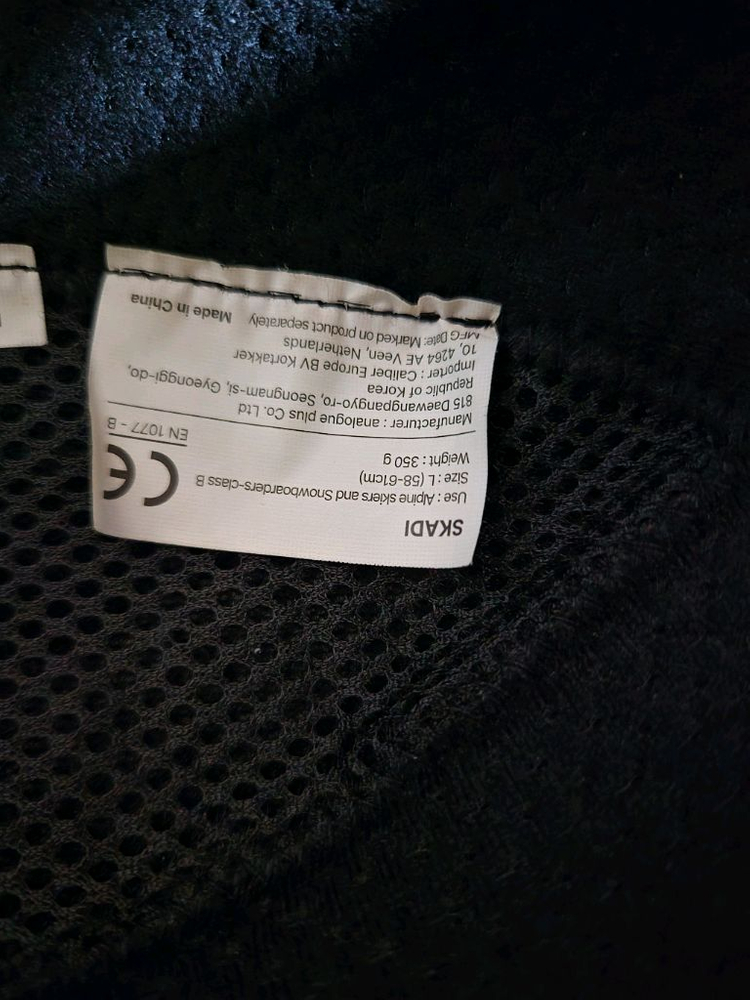 SKADI
Use : Alpine skiers and Snowboarders-class B
Size : L (58-61cm)
Weight : 350 g
CE
EN 1077 - B
Manufacturer : analogue plus Co. Ltd
815 Daewangpangyo-ro, Seongnam-si, Gyeonggi-do,
Republic of Korea
Importer : Caliber Europe BV Kortakker
10, 4264 AE Veen, Netherlands
MFG Date: Marked on product separately
Made in China